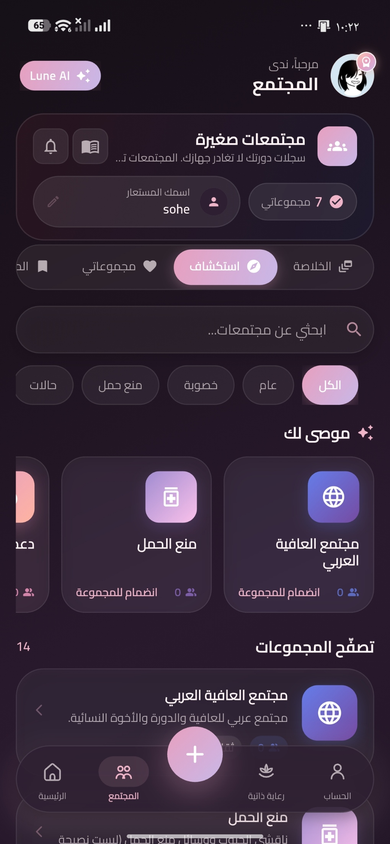 ١٠:٢٢
65
مرحباً، ندى
المجتمع
Lune AI
مجتمعات صغيرة
سجلات دورتك لا تغادر جهازك. المجتمعات تـ...
7 مجموعاتي
اسمك المستعار
sohe
الخلاصة
استكشاف
مجموعاتي
ابحثي عن مجتمعات...
الكل
عام
خصوبة
منع حمل
حالات
موصى لك
مجتمع العافية العربي
0 انضمام للمجموعة
منع الحمل
0 انضمام للمجموعة
تصفّح المجموعات
14
مجتمع العافية العربي
مجتمع عربي للعافية والدورة والأخوة النسائية.
الحساب
رعاية ذاتية
المجتمع
الرئيسية
منع الحمل